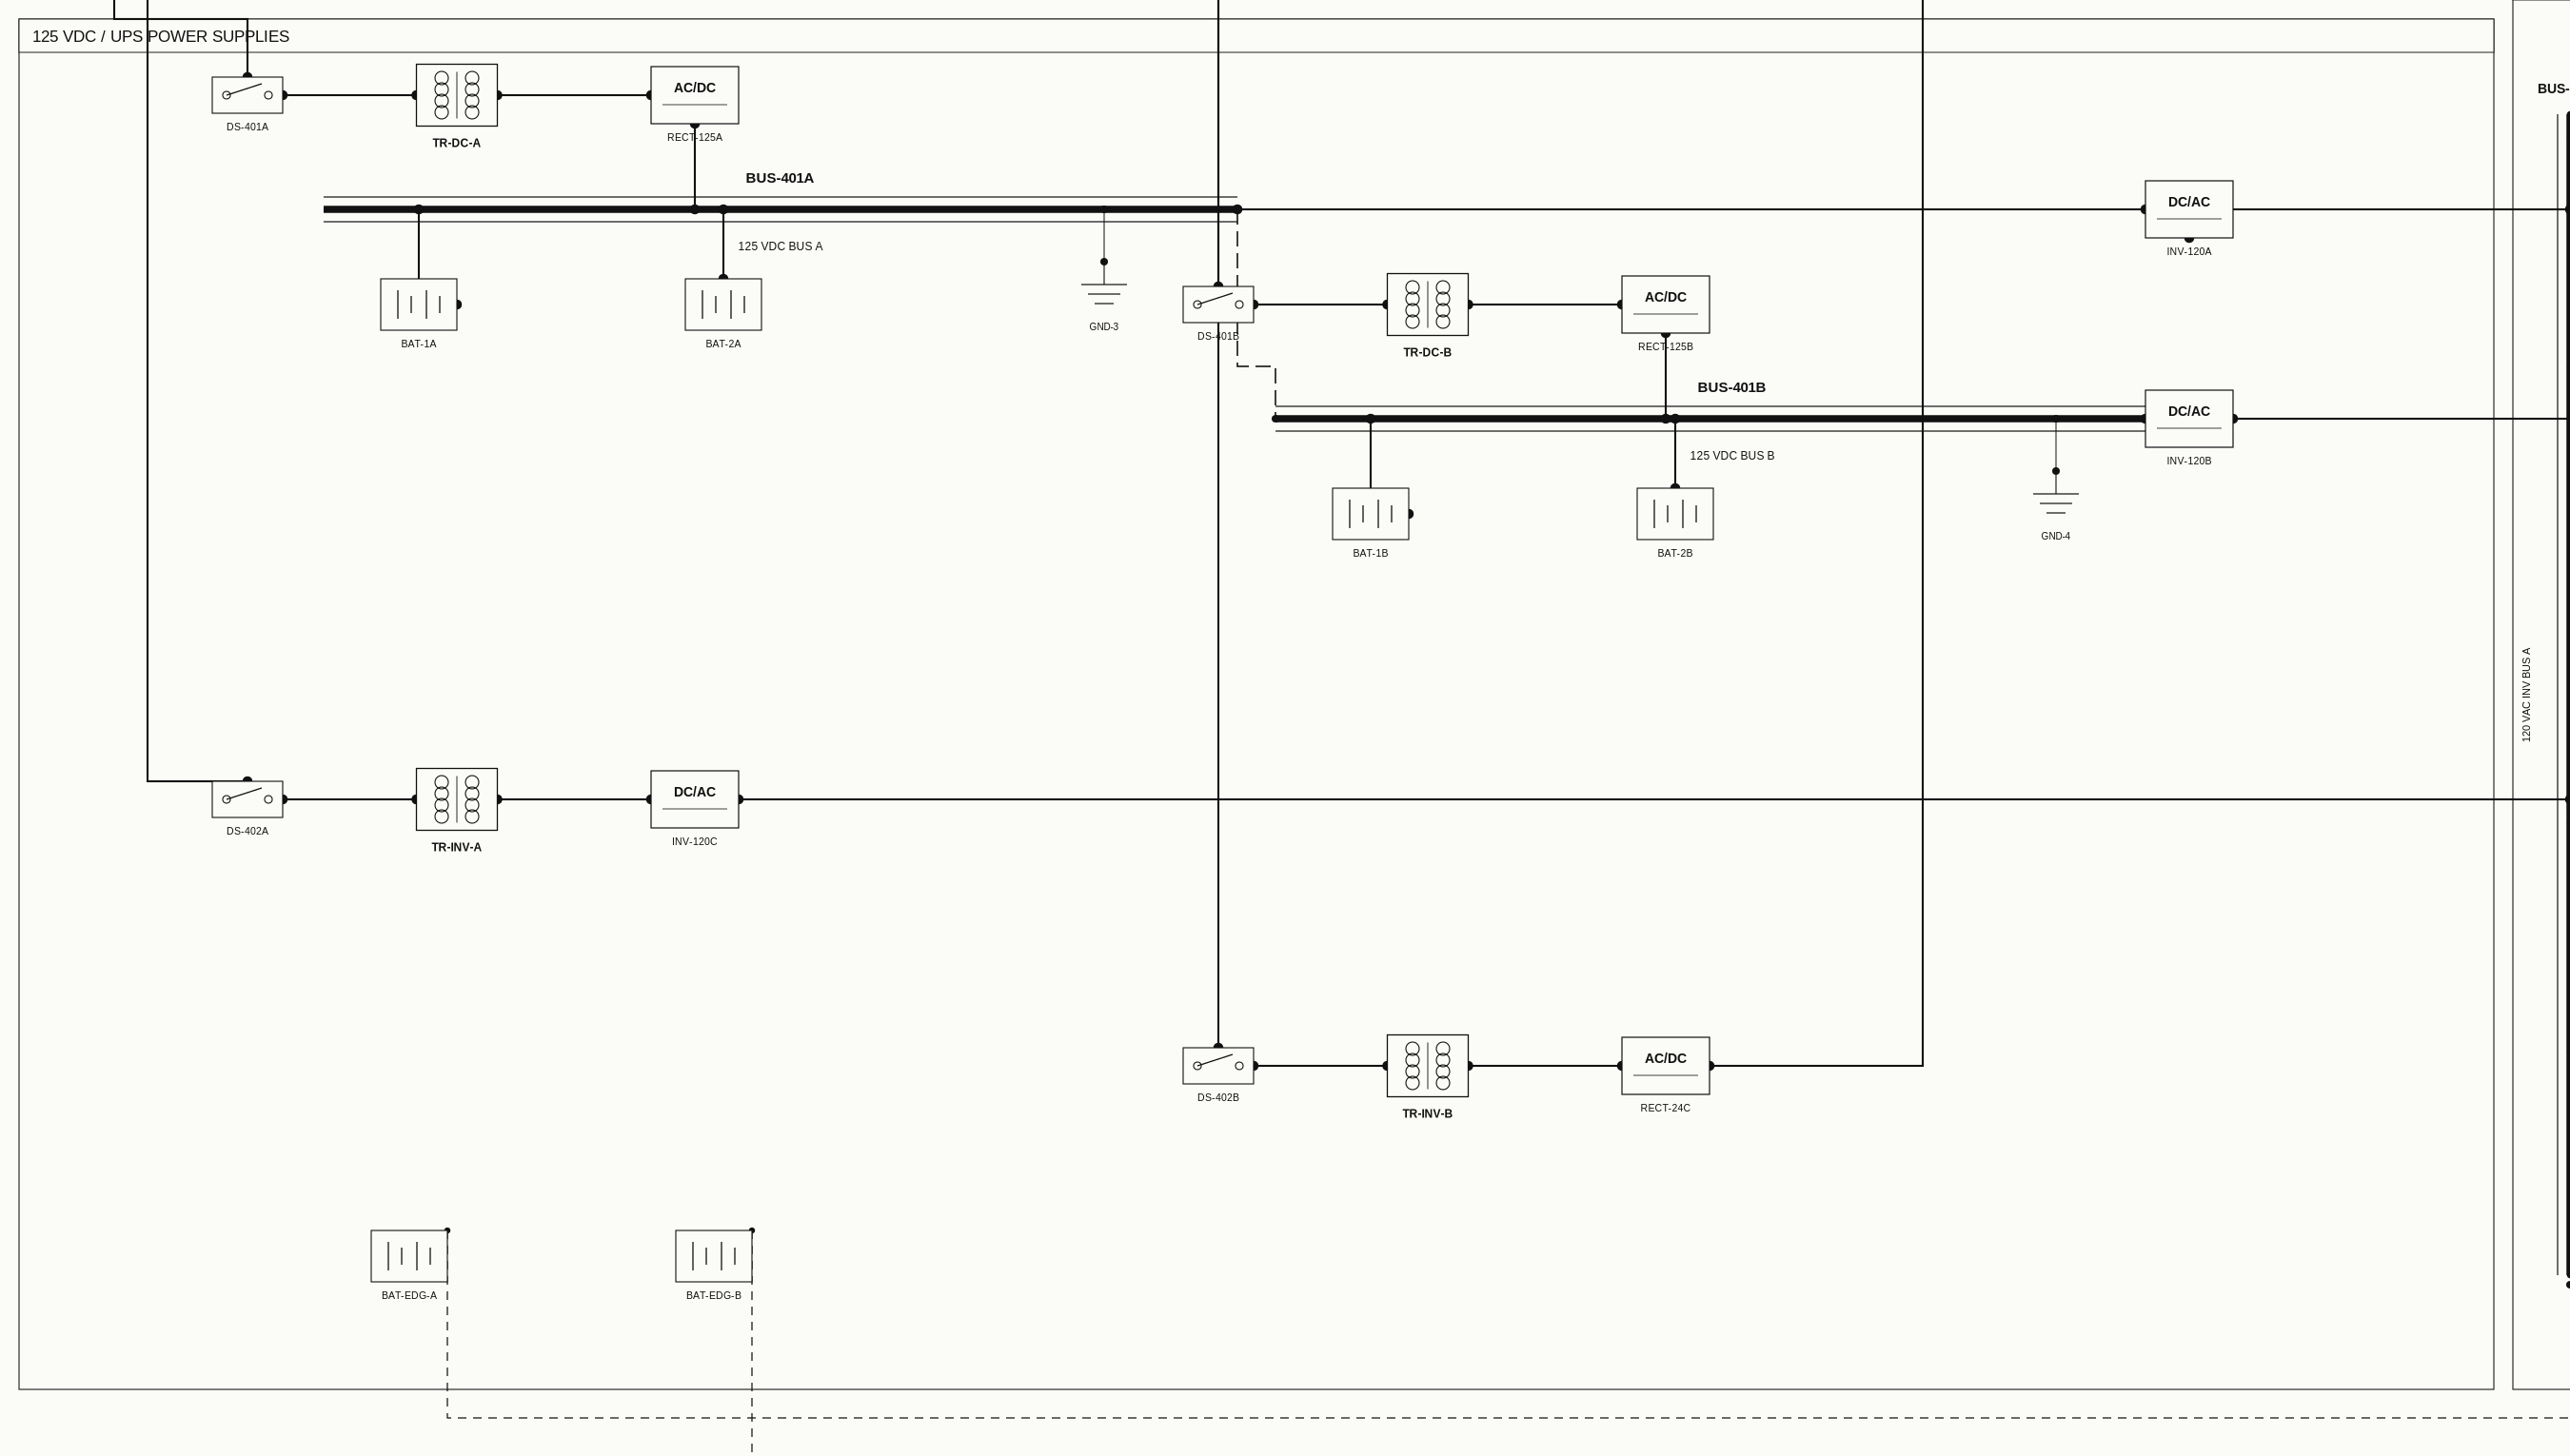 125 VDC / UPS POWER SUPPLIES
AC/DC
BUS-
DS-401A
TR-DC-A
RECT-125A
BUS-401A
DC/AC
125 VDC BUS A
INV-120A
AC/DC
GND-3
DS-401B
BAT-1A
BAT-2A
TR-DC-B
RECT-125B
BUS-401B
DC/AC
125 VDC BUS B
INV-120B
GND-4
BAT-1B
BAT-2B
120 VAC INV BUS A
DC/AC
DS-402A
TR-INV-A
INV-120C
AC/DC
DS-402B
TR-INV-B
RECT-24C
BAT-EDG-A
BAT-EDG-B